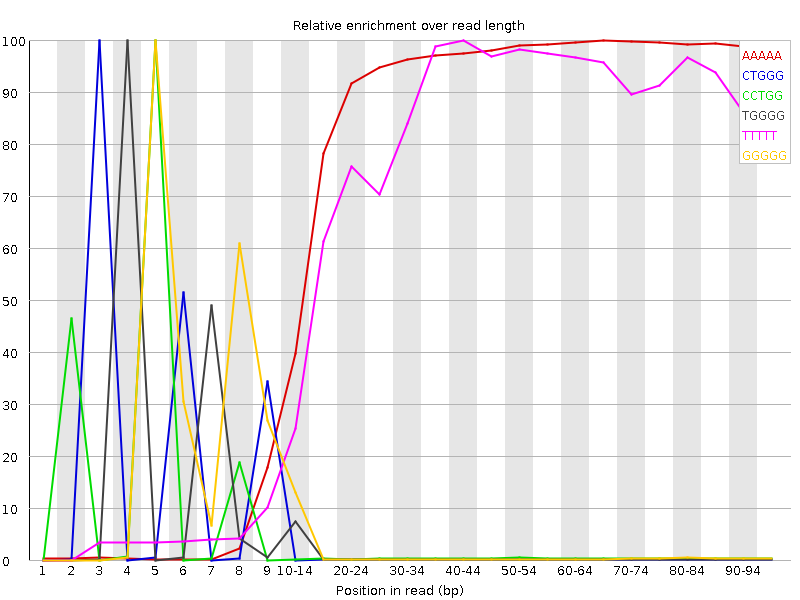 Relative enrichment over read length
100
90
80
70
60
50
40
30
20
10
0
AAAAA
CTGGG
CCTGG
TGGGG
TTTTT
GGGGG
1 2 3 4 5 6 7 8 9 10-14 20-24 30-34 40-44 50-54 60-64 70-74 80-84 90-94
Position in read (bp)